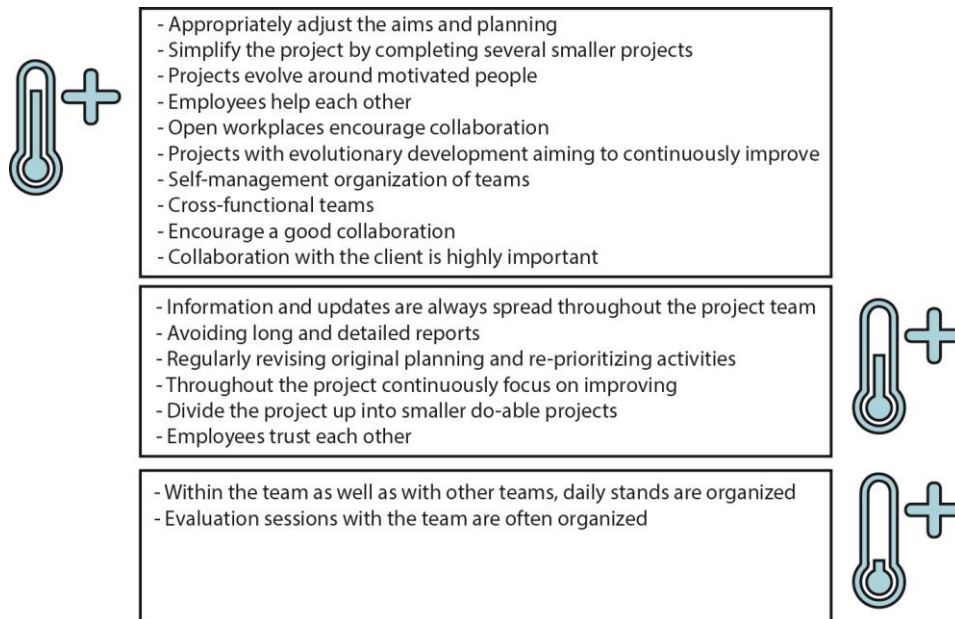 - Appropriately adjust the aims and planning
- Simplify the project by completing several smaller projects
- Projects evolve around motivated people
- Employees help each other
- Open workplaces encourage collaboration
- Projects with evolutionary development aiming to continuously improve
- Self-management organization of teams
- Cross-functional teams
- Encourage a good collaboration
- Collaboration with the client is highly important
- Information and updates are always spread throughout the project team
- Avoiding long and detailed reports
- Regularly revising original planning and re-prioritizing activities
- Throughout the project continuously focus on improving
- Divide the project up into smaller do-able projects
- Employees trust each other
- Within the team as well as with other teams, daily stands are organized
- Evaluation sessions with the team are often organized